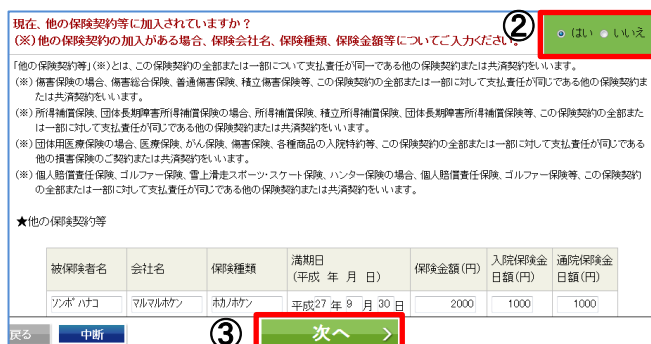 現在、他の保険契約等に加入されていますか？
(※)他の保険契約の加入がある場合、保険会社名、保険種類、保険金額等についてご入力ください。
② はい いいえ
「他の保険契約等」(※)とは、この保険契約の全部または一部について支払責任が同一である他の保険契約または共済契約をいいます。
(※)傷害保険の場合、傷害総合保険、普通傷害保険、積立傷害保険等、この保険契約の全部または一部に対して支払責任が同じである他の保険契約または共済契約をいいます。
(※)所得補償保険、団体長期障害所得補償保険の場合、所得補償保険、積立所得補償保険、団体長期障害所得補償保険等、この保険契約の全部または一部に対して支払責任が同じである他の保険契約または共済契約をいいます。
(※)団体用医療保険の場合、医療保険、がん保険、傷害保険、各種商品の入院特約等、この保険契約の全部または一部に対して支払責任が同じである他の損害保険のご契約または共済契約をいいます。
(※)個人賠償責任保険、ゴルファー保険、雪上滑走スポーツ・スケート保険、ハンター保険の場合、個人賠償責任保険、ゴルファー保険等、この保険契約の全部または一部に対して支払責任が同じである他の保険契約または共済契約をいいます。
★他の保険契約等
被保険者名 会社名 保険種類 満期日(平成 年 月 日) 保険金額(円) 入院保険金日額(円) 通院保険金日額(円)
ソンポ ハナコ マルマルホケン ホカノホケン 平成27 年 9 月 30 日 2000 1000 1000
戻る 中断 ③ 次へ >